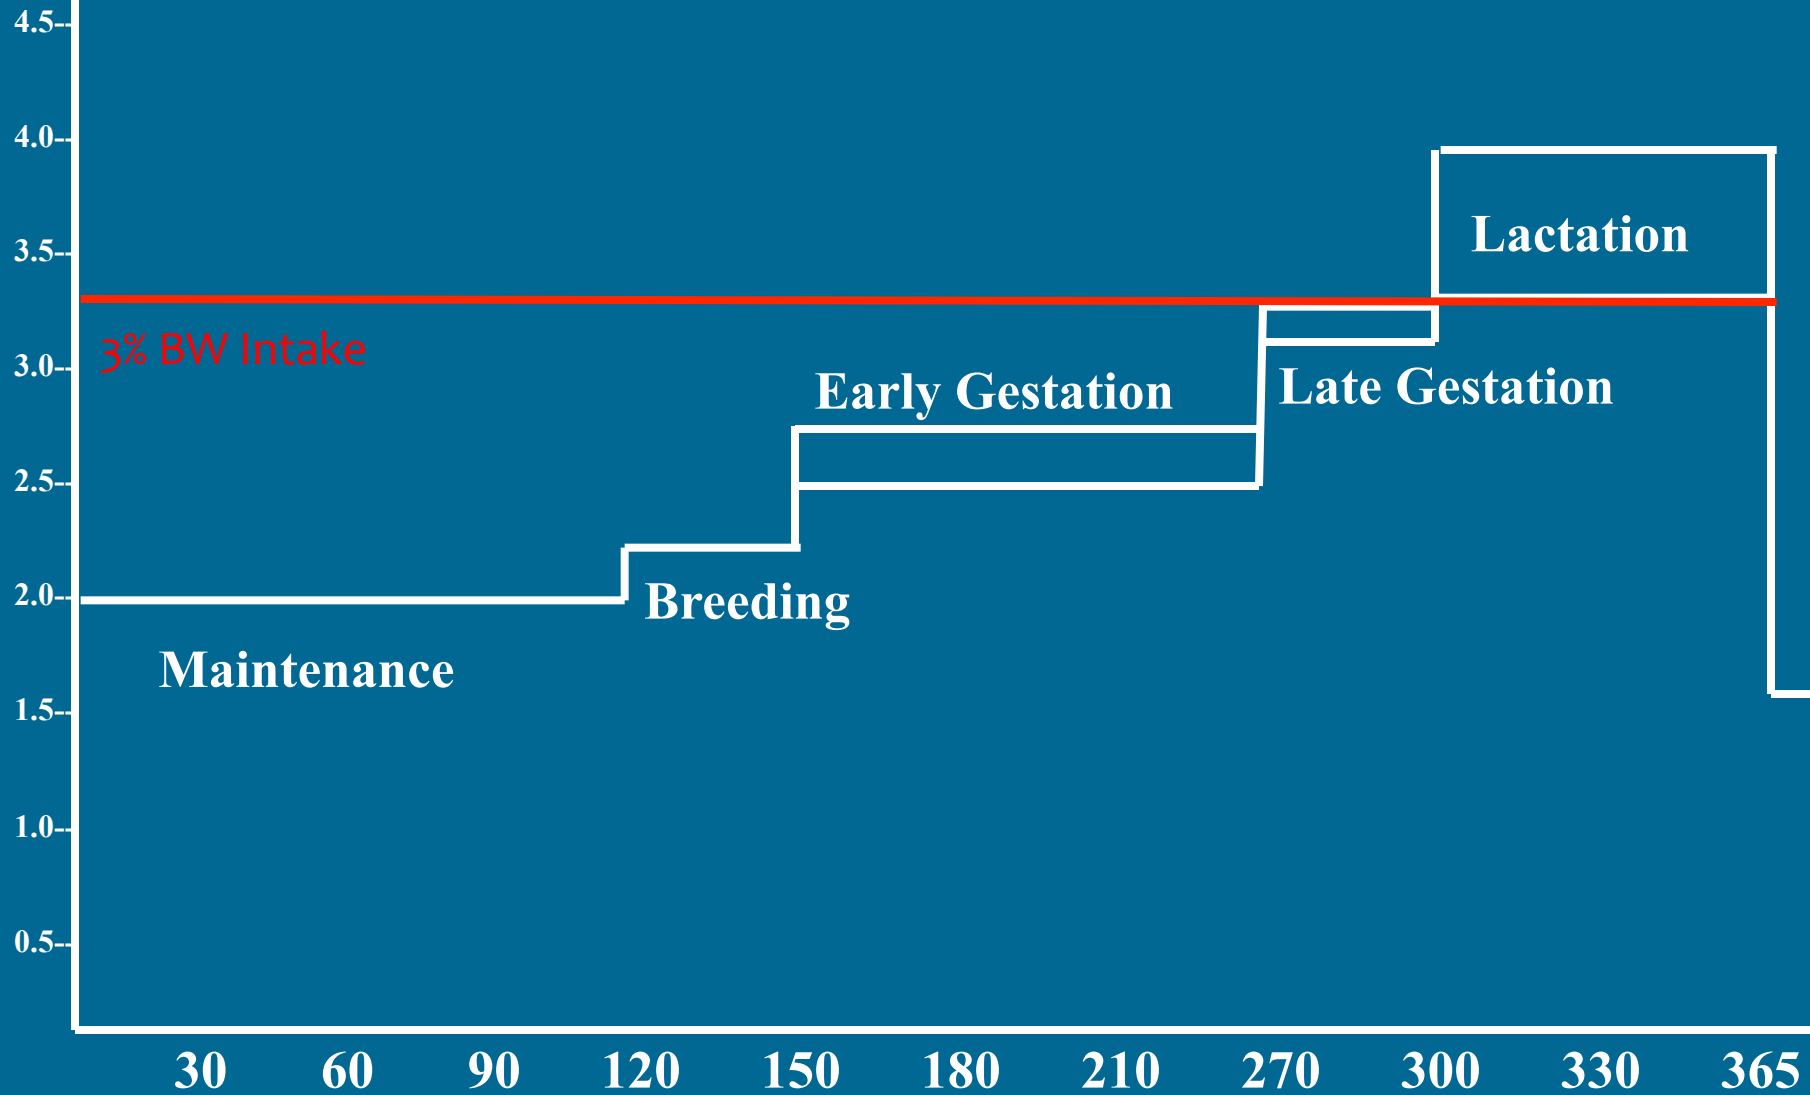 4.5--
4.0--
3.5--
Lactation
3% BW Intake
3.0--
Early Gestation
Late Gestation
2.5--
2.0--
Breeding
Maintenance
1.5--
1.0--
0.5--
30 60 90 120 150 180 210 270 300 330 365